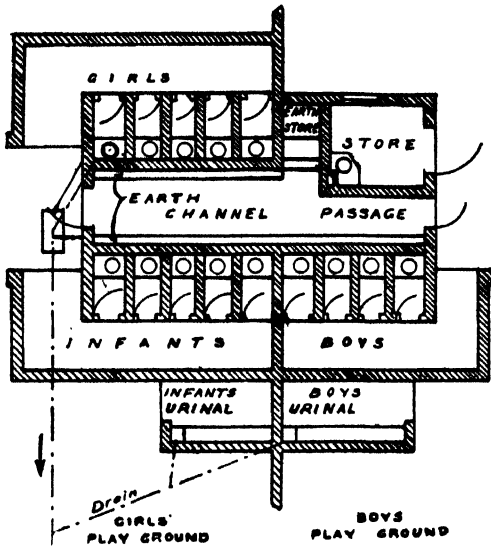 GIRLS
EARTH
STORE
STORE
EARTH
CHANNEL PASSAGE
INFANTS BOYS
INFANTS BOYS
URINAL URINAL
Drain
GIRLS BOYS
PLAY GROUND PLAY GROUND